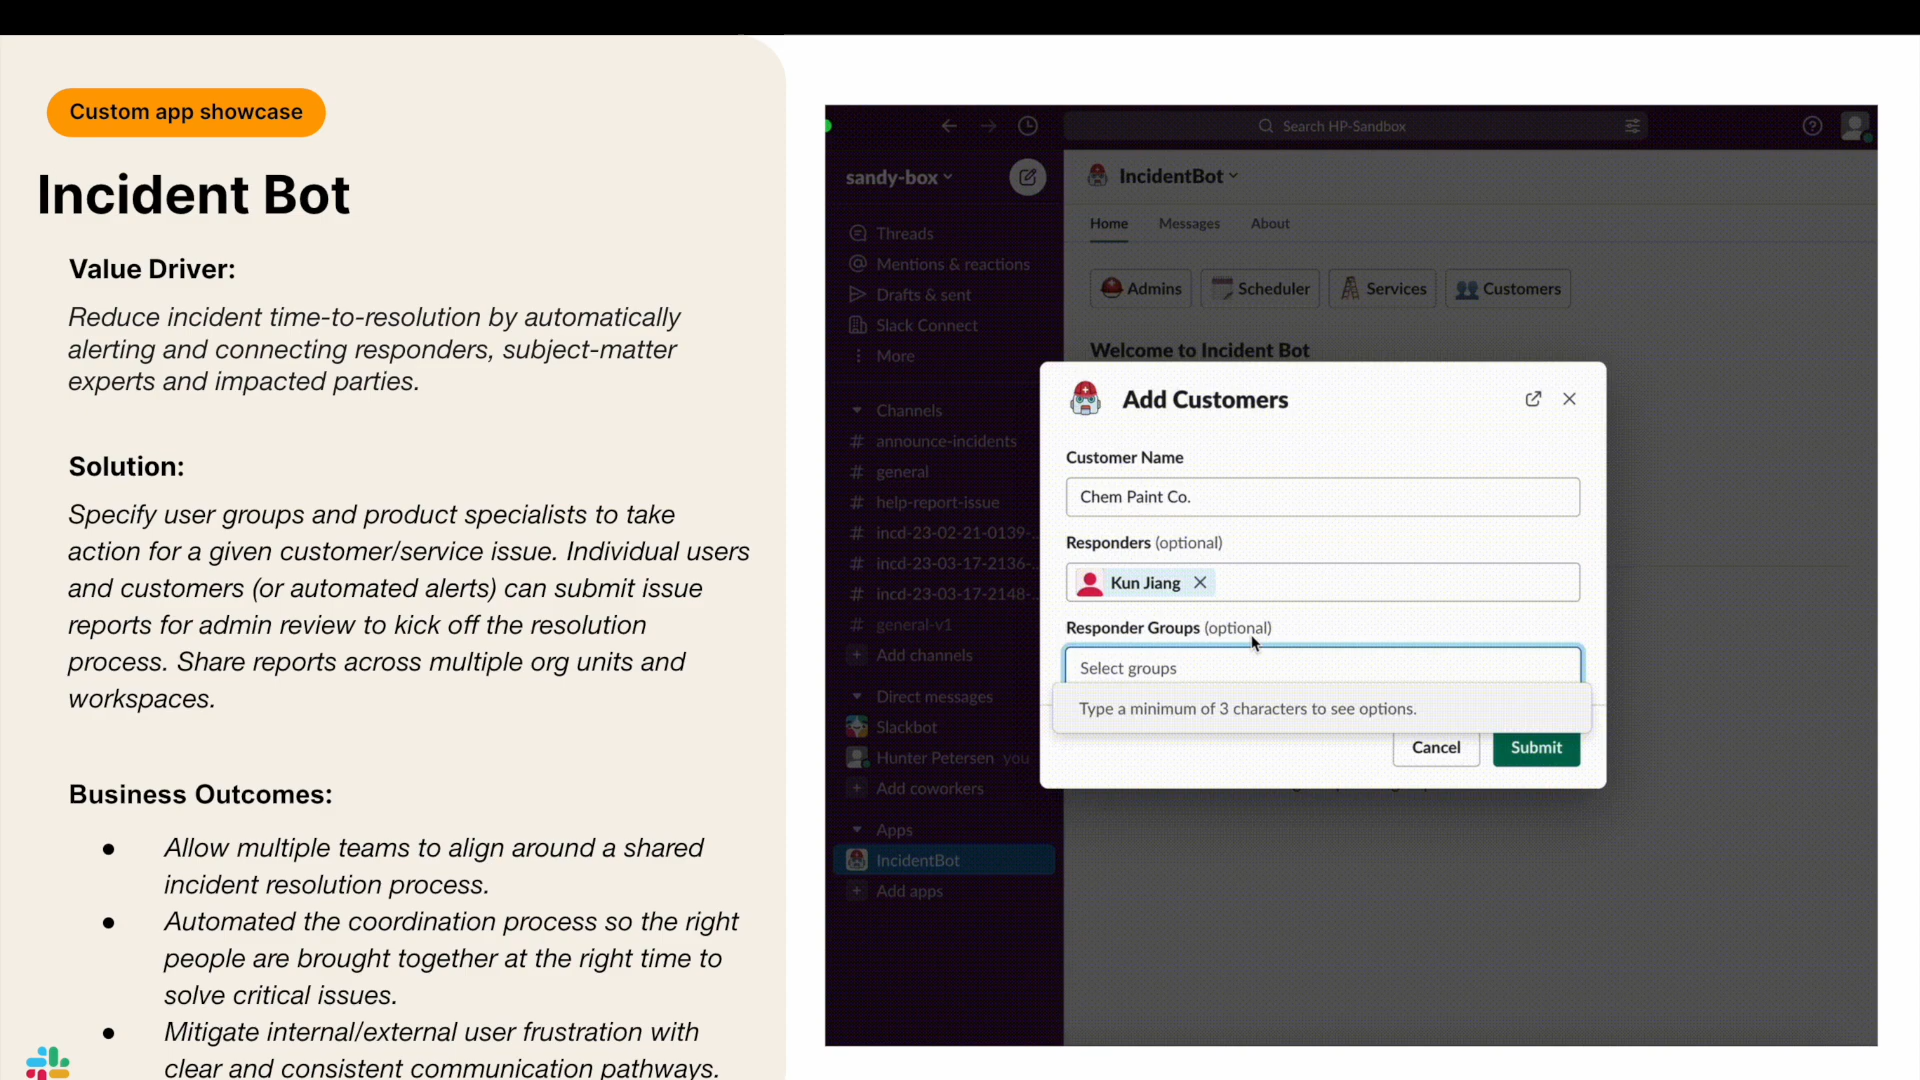 Custom app showcase
Incident Bot
Value Driver:
Reduce incident time-to-resolution by automatically
alerting and connecting responders, subject-matter
experts and impacted parties.
Solution:
Specify user groups and product specialists to take
action for a given customer/service issue. Individual users
and customers (or automated alerts) can submit issue
reports for admin review to kick off the resolution
process. Share reports across multiple org units and
workspaces.
Business Outcomes:
● Allow multiple teams to align around a shared
incident resolution process.
● Automated the coordination process so the right
people are brought together at the right time to
solve critical issues.
● Mitigate internal/external user frustration with
clear and consistent communication pathways.
Search HP-Sandbox
sandy-box
Threads
Mentions & reactions
Drafts & sent
Slack Connect
More
Channels
# announce-incidents
# general
# help-report-issue
# incd-23-02-21-0139-...
# incd-23-03-17-2136-...
# incd-23-03-17-2148-...
# general-v1
+ Add channels
Direct messages
Slackbot
Hunter Petersen you
+ Add coworkers
Apps
IncidentBot
+ Add apps
IncidentBot
Home Messages About
Admins Scheduler Services Customers
Welcome to Incident Bot
Add Customers
Customer Name
Chem Paint Co.
Responders (optional)
Kun Jiang
Responder Groups (optional)
Select groups
Type a minimum of 3 characters to see options.
Cancel Submit